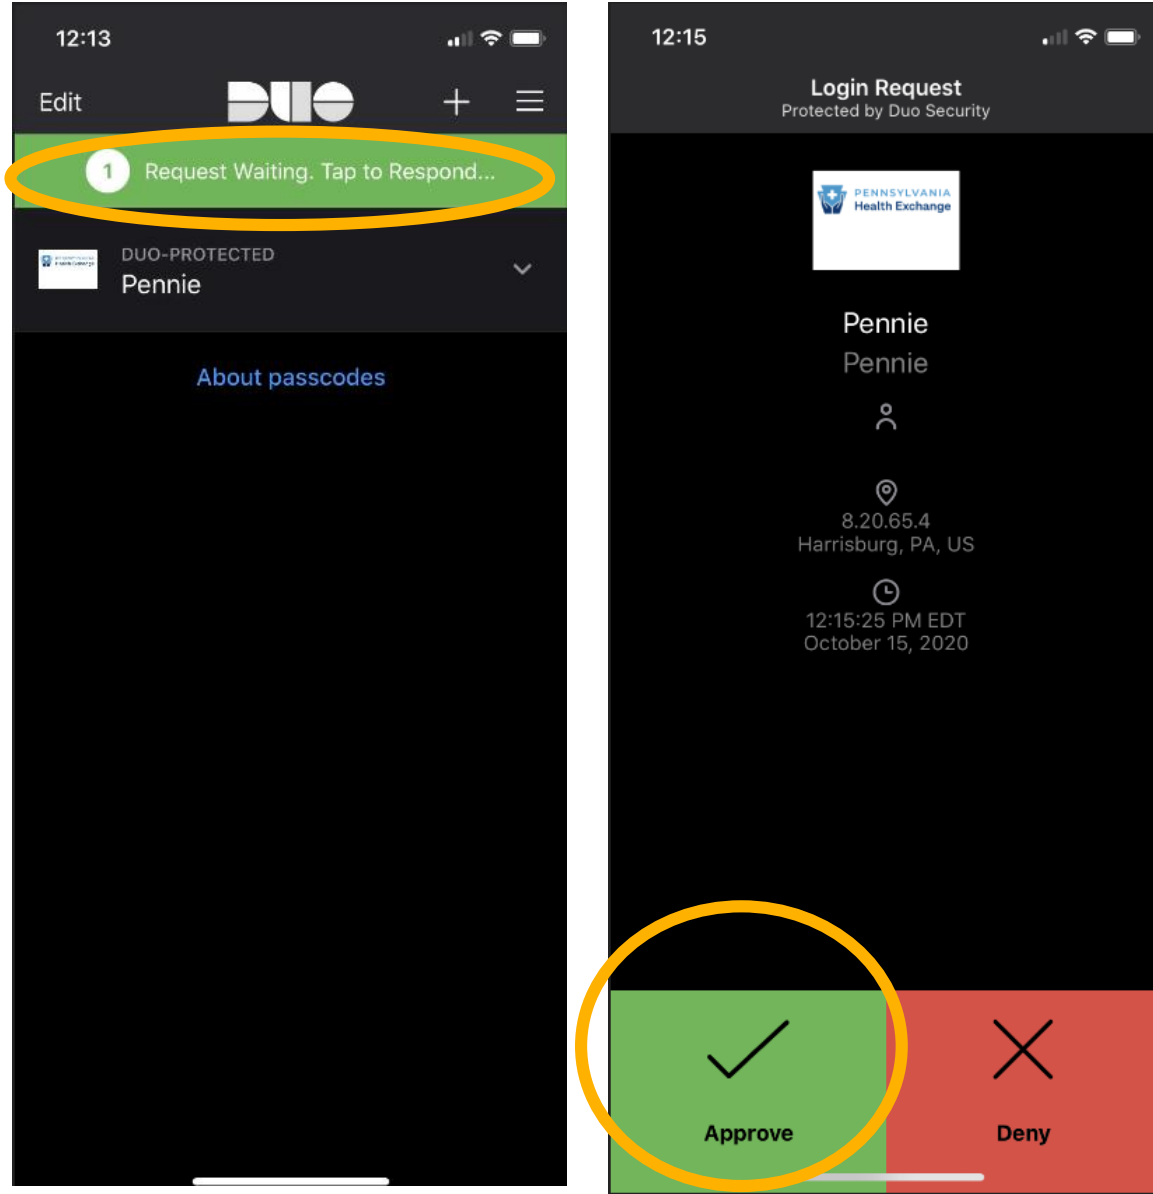 12:13
Edit
DUO
1 Request Waiting. Tap to Respond...
DUO-PROTECTED
Pennie
About passcodes
12:15
Login Request
Protected by Duo Security
PENNSYLVANIA
Health Exchange
Pennie
Pennie
8.20.65.4
Harrisburg, PA, US
12:15:25 PM EDT
October 15, 2020
Approve
Deny